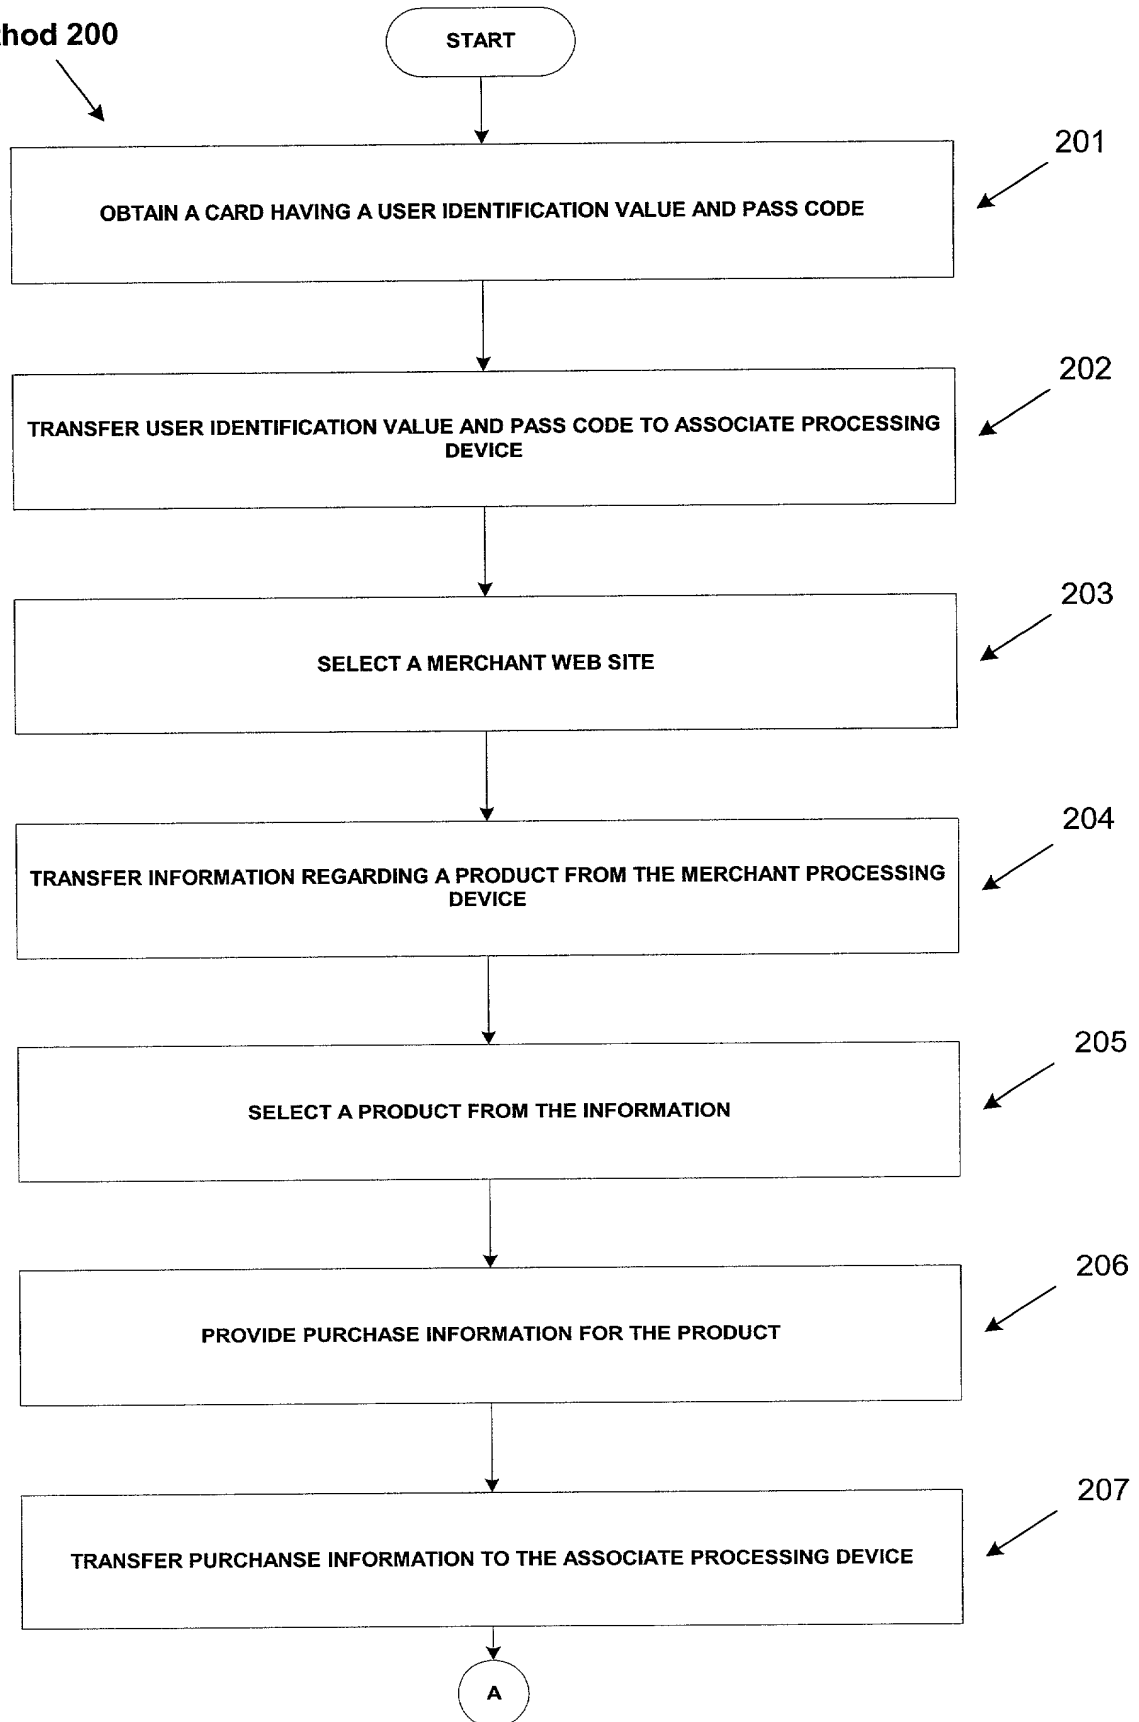 thod 200
START
201
OBTAIN A CARD HAVING A USER IDENTIFICATION VALUE AND PASS CODE
202
TRANSFER USER IDENTIFICATION VALUE AND PASS CODE TO ASSOCIATE PROCESSING
DEVICE
203
SELECT A MERCHANT WEB SITE
204
TRANSFER INFORMATION REGARDING A PRODUCT FROM THE MERCHANT PROCESSING
DEVICE
205
SELECT A PRODUCT FROM THE INFORMATION
206
PROVIDE PURCHASE INFORMATION FOR THE PRODUCT
207
TRANSFER PURCHANSE INFORMATION TO THE ASSOCIATE PROCESSING DEVICE
A